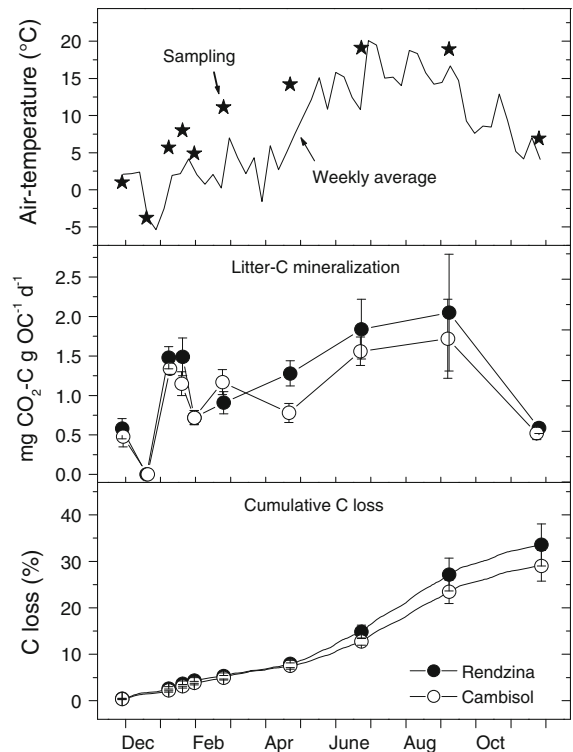 Air-temperature (°C)
20
15
10
5
0
-5
Sampling
Weekly average
mg CO₂-C g OC⁻¹ d⁻¹
2.5
2.0
1.5
1.0
0.5
0.0
Litter-C mineralization
C loss (%)
40
30
20
10
0
Cumulative C loss
Rendzina
Cambisol
Dec Feb Apr June Aug Oct